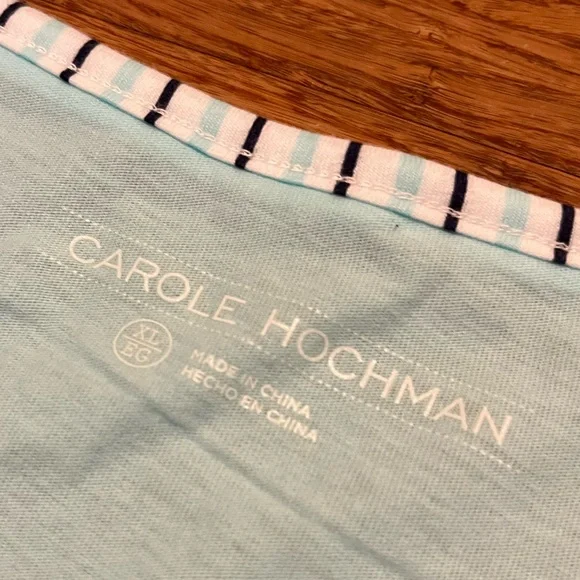 CAROLE HOCHMAN
XL
EG
MADE IN CHINA
HECHO EN CHINA